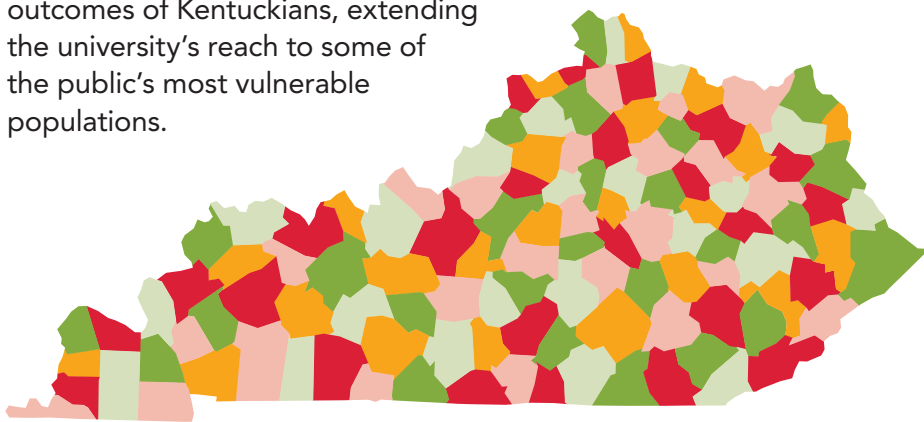 outcomes of Kentuckians, extending
the university’s reach to some of
the public’s most vulnerable
populations.